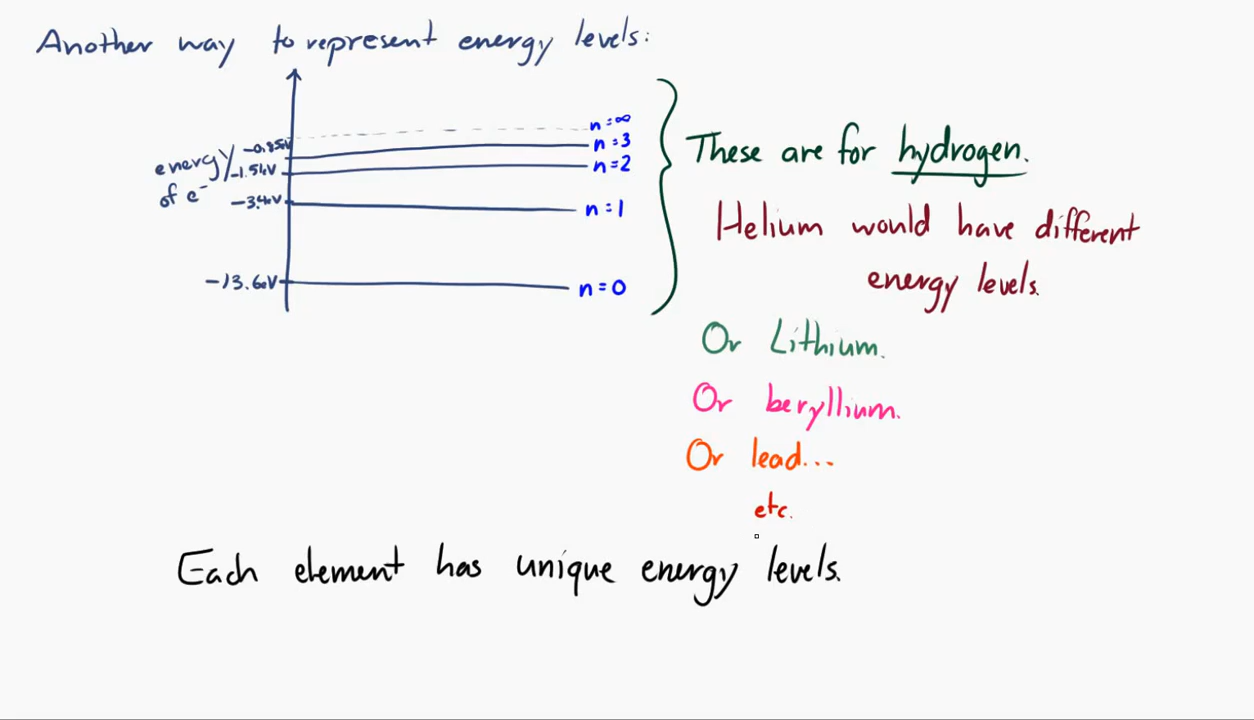 Another way to represent energy levels:
n=∞
-0.85eV
n=3
-1.51eV
n=2
energy
of e⁻
-3.40eV
n=1
-13.6eV
n=0
These are for hydrogen.
Helium would have different
energy levels.
Or Lithium.
Or beryllium.
Or lead...
etc.
Each element has unique energy levels.